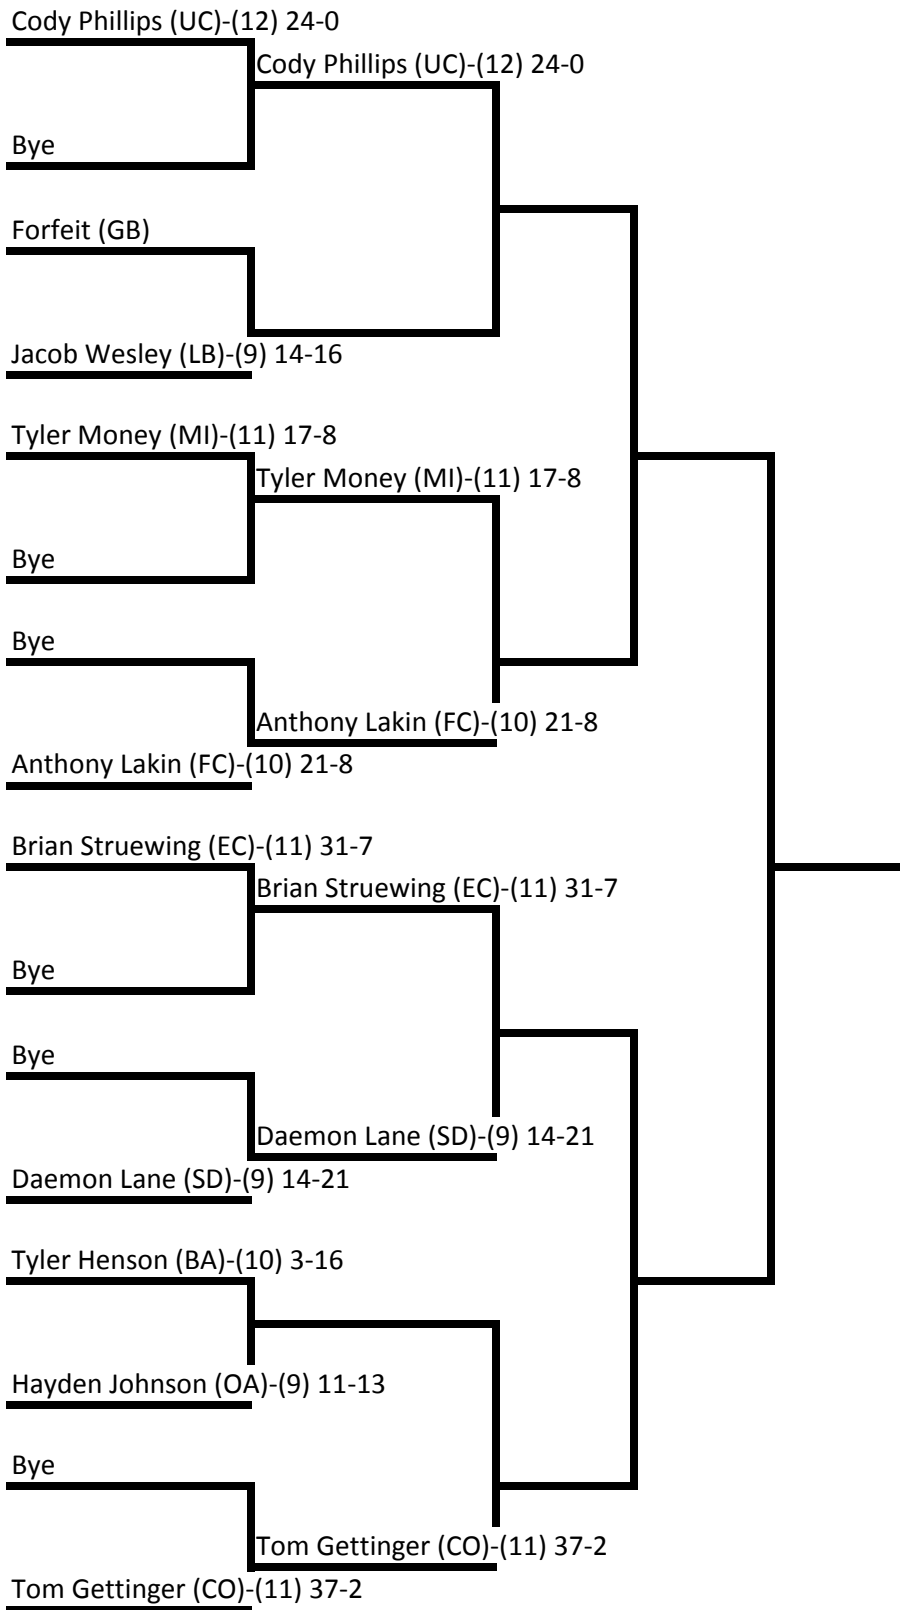 Cody Phillips (UC)-(12) 24-0
Cody Phillips (UC)-(12) 24-0
Bye
Forfeit (GB)
Jacob Wesley (LB)-(9) 14-16
Tyler Money (MI)-(11) 17-8
Tyler Money (MI)-(11) 17-8
Bye
Bye
Anthony Lakin (FC)-(10) 21-8
Anthony Lakin (FC)-(10) 21-8
Brian Struewing (EC)-(11) 31-7
Brian Struewing (EC)-(11) 31-7
Bye
Bye
Daemon Lane (SD)-(9) 14-21
Daemon Lane (SD)-(9) 14-21
Tyler Henson (BA)-(10) 3-16
Hayden Johnson (OA)-(9) 11-13
Bye
Tom Gettinger (CO)-(11) 37-2
Tom Gettinger (CO)-(11) 37-2